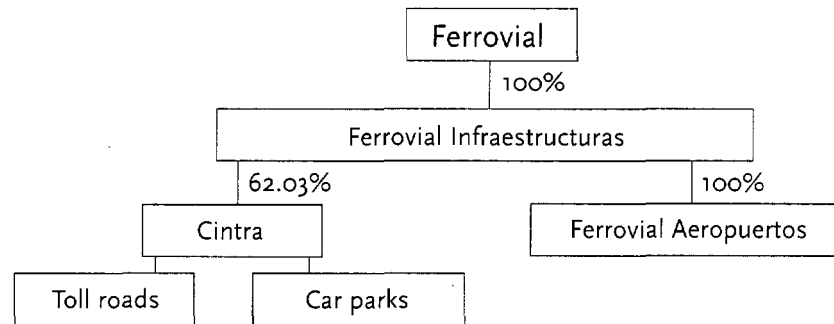 Ferrovial
100%
Ferrovial Infraestructuras
62.03%
100%
Cintra
Ferrovial Aeropuertos
Toll roads
Car parks